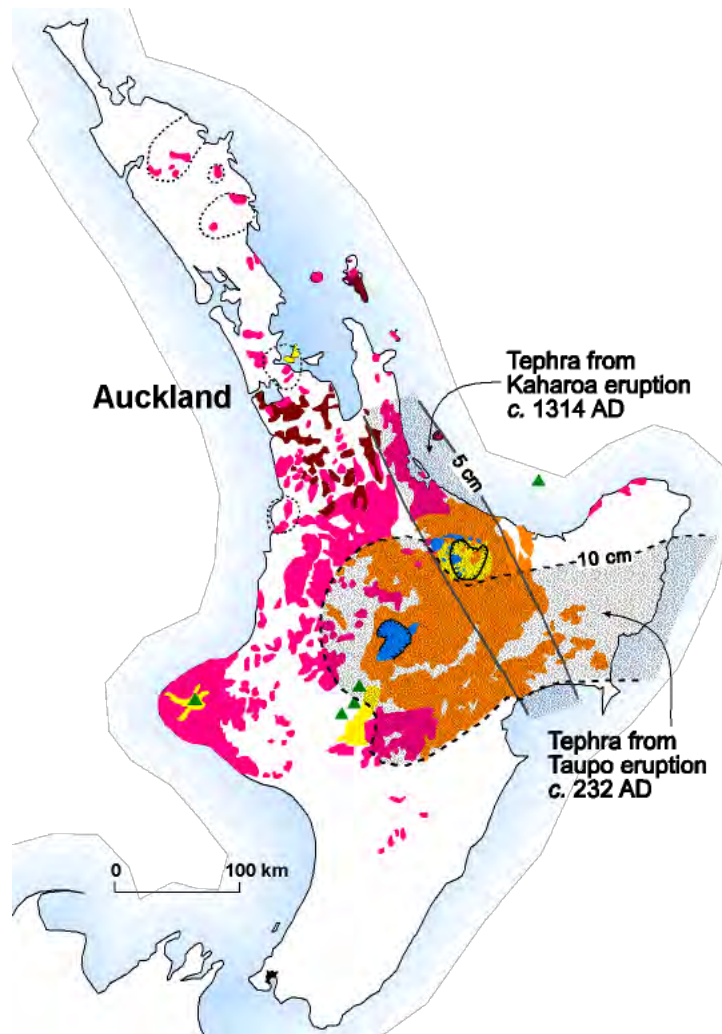 Auckland
Tephra from
Kaharoa eruption
c. 1314 AD
5 cm
10 cm
Tephra from
Taupo eruption
c. 232 AD
0 100 km